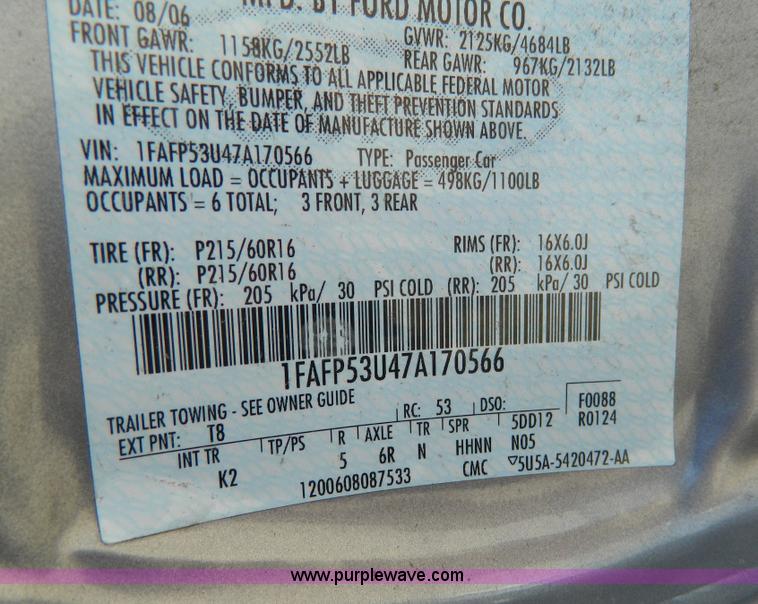 DATE: 08/06 MFD. BY FORD MOTOR CO.
FRONT GAWR: 1158KG/2552LB GVWR: 2125KG/4684LB
REAR GAWR: 967KG/2132LB
THIS VEHICLE CONFORMS TO ALL APPLICABLE FEDERAL MOTOR
VEHICLE SAFETY, BUMPER, AND THEFT PREVENTION STANDARDS
IN EFFECT ON THE DATE OF MANUFACTURE SHOWN ABOVE.
VIN: 1FAFP53U47A170566 TYPE: Passenger Car
MAXIMUM LOAD = OCCUPANTS + LUGGAGE = 498KG/1100LB
OCCUPANTS = 6 TOTAL; 3 FRONT, 3 REAR
TIRE (FR): P215/60R16 RIMS (FR): 16X6.0J
(RR): P215/60R16 (RR): 16X6.0J
PRESSURE (FR): 205 kPa/ 30 PSI COLD (RR): 205 kPa/ 30 PSI COLD
1FAFP53U47A170566
TRAILER TOWING - SEE OWNER GUIDE
EXT PNT: T8 RC: 53 DSO: F0088
INT TR TP/PS R AXLE TR SPR 5DD12 R0124
K2 5 6R N HHNN N05
1200608087533 CMC ▽5U5A-5420472-AA
www.purplewave.com